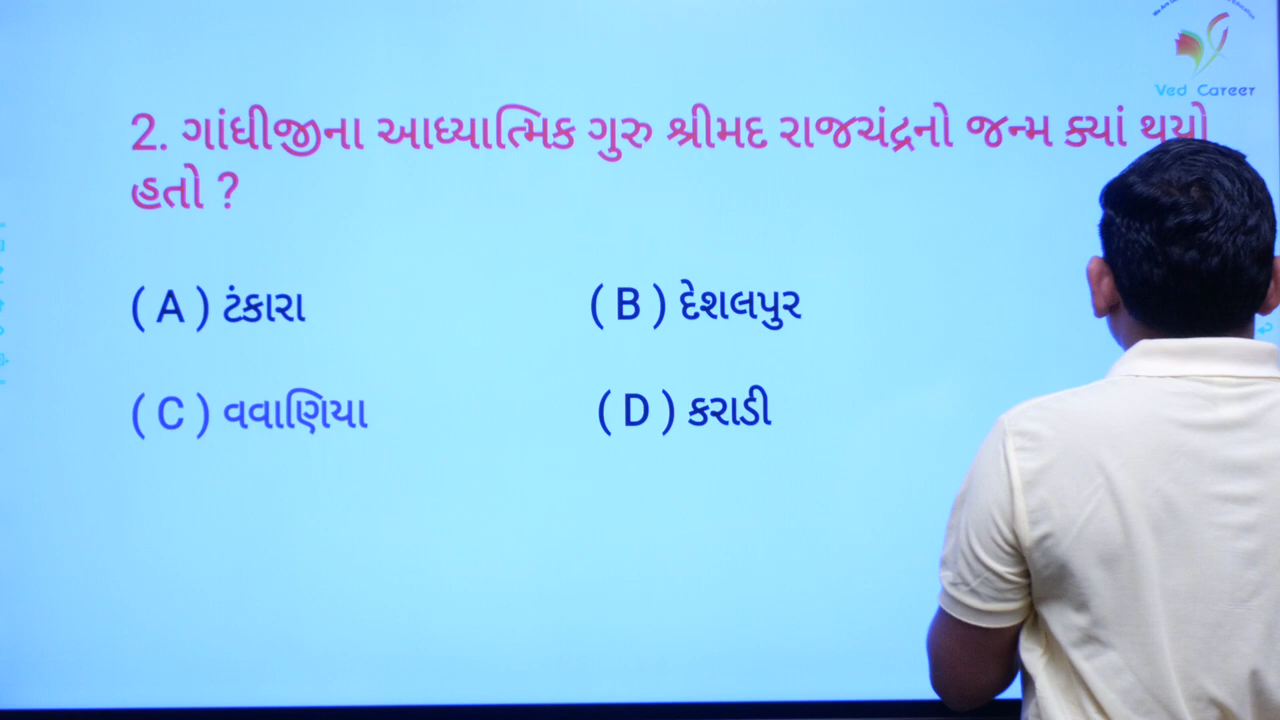 2. ગાંધીજીના આધ્યાત્મિક ગુરુ શ્રીમદ રાજચંદ્રનો જન્મ ક્યાં થયો
હતો ?
( A ) ટંકારા
( B ) દેશલપુર
( C ) વવાણિયા
( D ) કરાડી
Ved Career